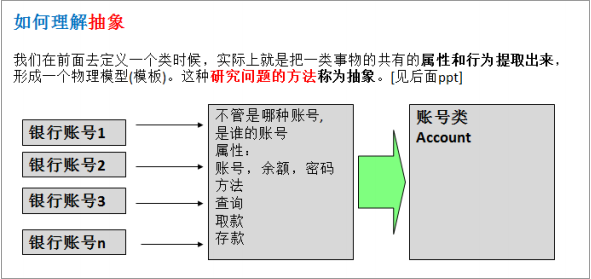 如何理解抽象
我们在前面去定义一个类时候，实际上就是把一类事物的共有的属性和行为提取出来，
形成一个物理模型(模板)。这种研究问题的方法称为抽象。[见后面ppt]
银行账号1
银行账号2
银行账号3
银行账号n
不管是哪种账号,
是谁的账号
属性：
账号，余额，密码
方法
查询
取款
存款
账号类
Account